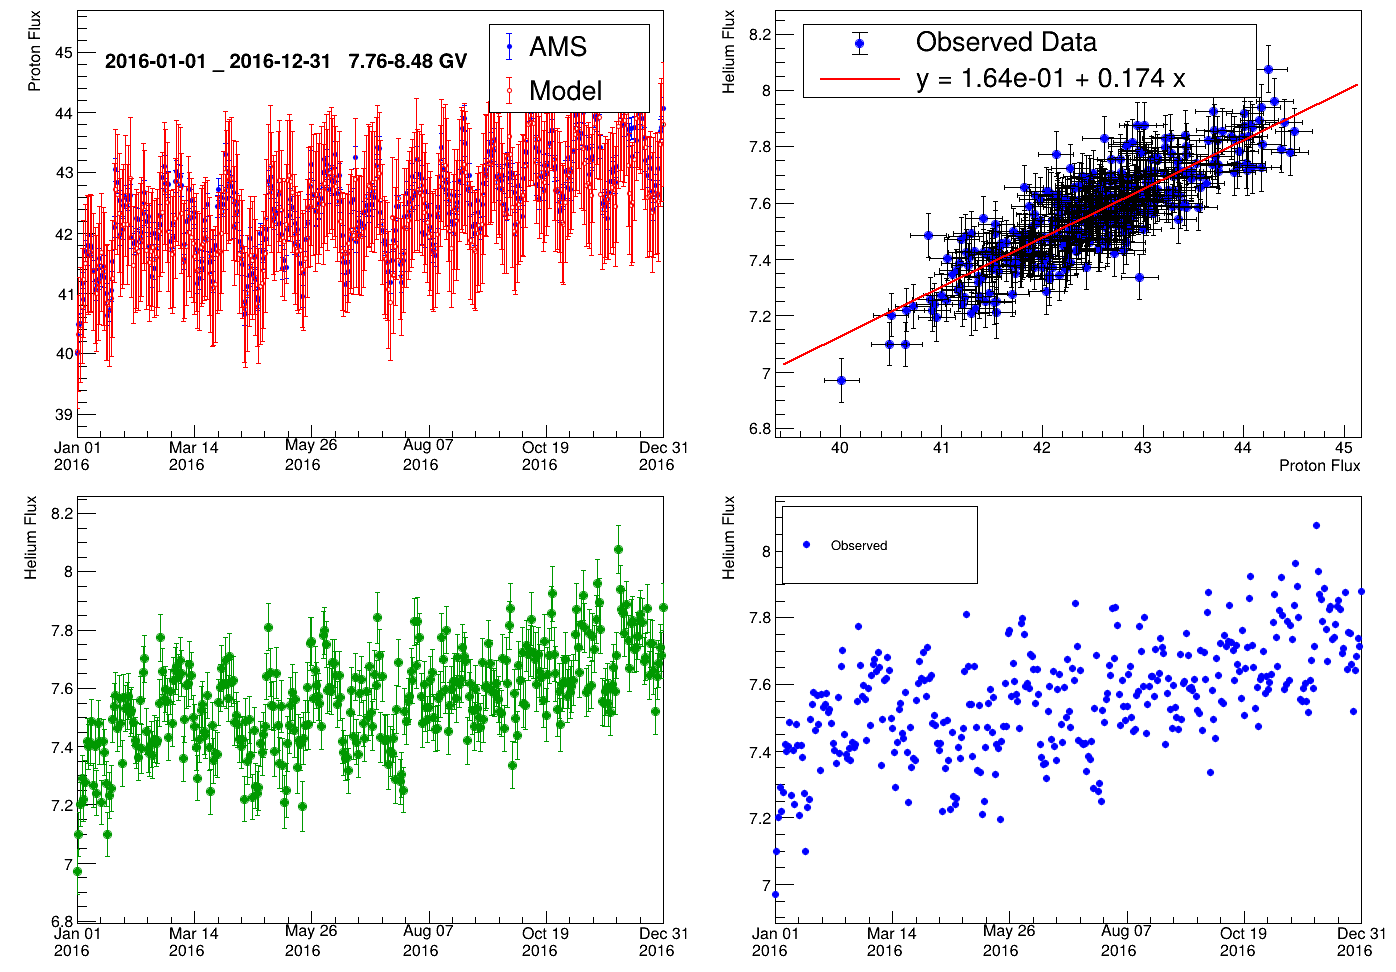 Proton Flux
45
44
43
42
41
40
39
2016-01-01 _ 2016-12-31 7.76-8.48 GV
AMS
Model
Jan 01 2016
Mar 14 2016
May 26 2016
Aug 07 2016
Oct 19 2016
Dec 31 2016
Helium Flux
8.2
8
7.8
7.6
7.4
7.2
7
6.8
Observed Data
y = 1.64e-01 + 0.174 x
40
41
42
43
44
45
Proton Flux
Helium Flux
8.2
8
7.8
7.6
7.4
7.2
7
6.8
Jan 01 2016
Mar 14 2016
May 26 2016
Aug 07 2016
Oct 19 2016
Dec 31 2016
Helium Flux
8
7.8
7.6
7.4
7.2
7
Observed
Jan 01 2016
Mar 14 2016
May 26 2016
Aug 07 2016
Oct 19 2016
Dec 31 2016